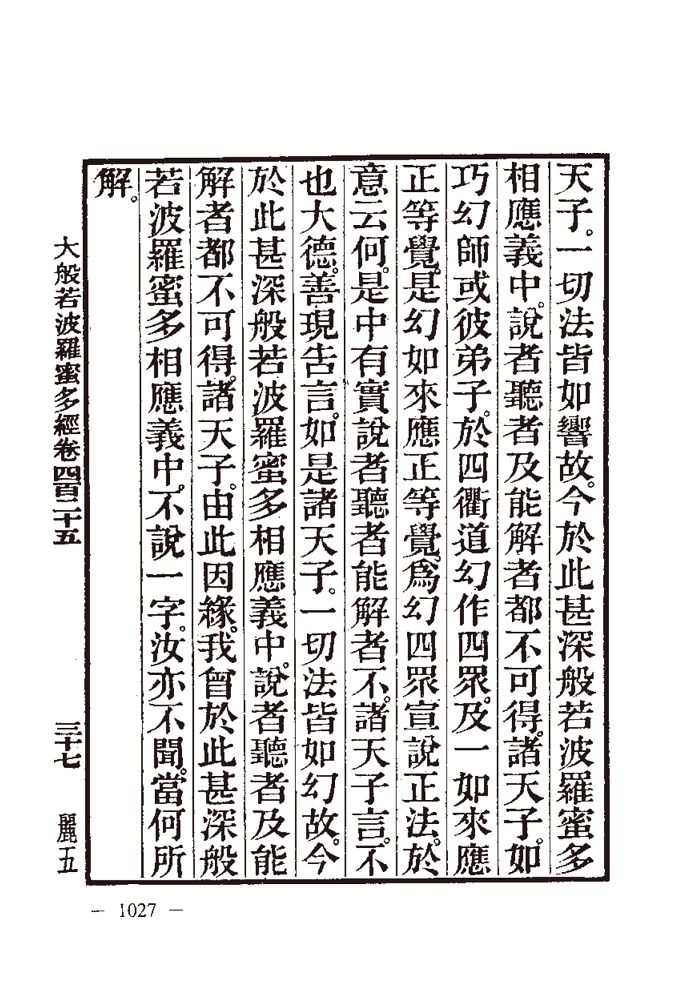 天子。一切法皆如響故。今於此甚深般若波羅蜜多
相應義中。說者聽者及能解者都不可得。諸天子。如
巧幻師或彼弟子。於四衢道幻作四眾。及一如來應
正等覺。是幻如來應正等覺。為幻四眾宣說正法。於
意云何。是中有實說者聽者能解者不。諸天子言。不
也大德。善現告言。如是諸天子。一切法皆如幻故。今
於此甚深般若波羅蜜多相應義中。說者聽者及能
解者都不可得。諸天子。由此因緣。我曾於此甚深般
若波羅蜜多相應義中。不說一字。汝亦不聞。當何所
解。
大般若波羅蜜多經卷四百二十五 三十七 麗五
— 1027 —